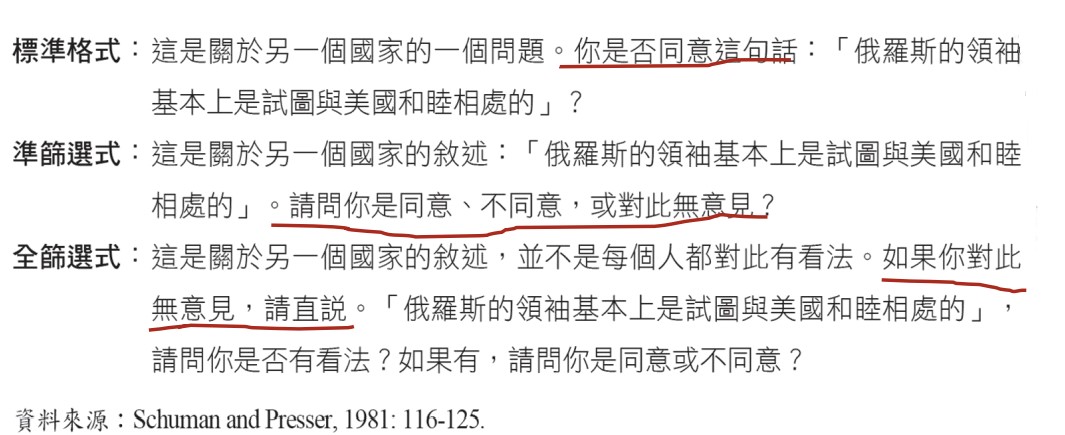 標準格式：這是關於另一個國家的一個問題。你是否同意這句話：「俄羅斯的領袖
基本上是試圖與美國和睦相處的」？
準篩選式：這是關於另一個國家的敘述：「俄羅斯的領袖基本上是試圖與美國和睦
相處的」。請問你是同意、不同意，或對此無意見？
全篩選式：這是關於另一個國家的敘述，並不是每個人都對此有看法。如果你對此
無意見，請直説。「俄羅斯的領袖基本上是試圖與美國和睦相處的」，
請問你是否有看法？如果有，請問你是同意或不同意？
資料來源：Schuman and Presser, 1981: 116-125.